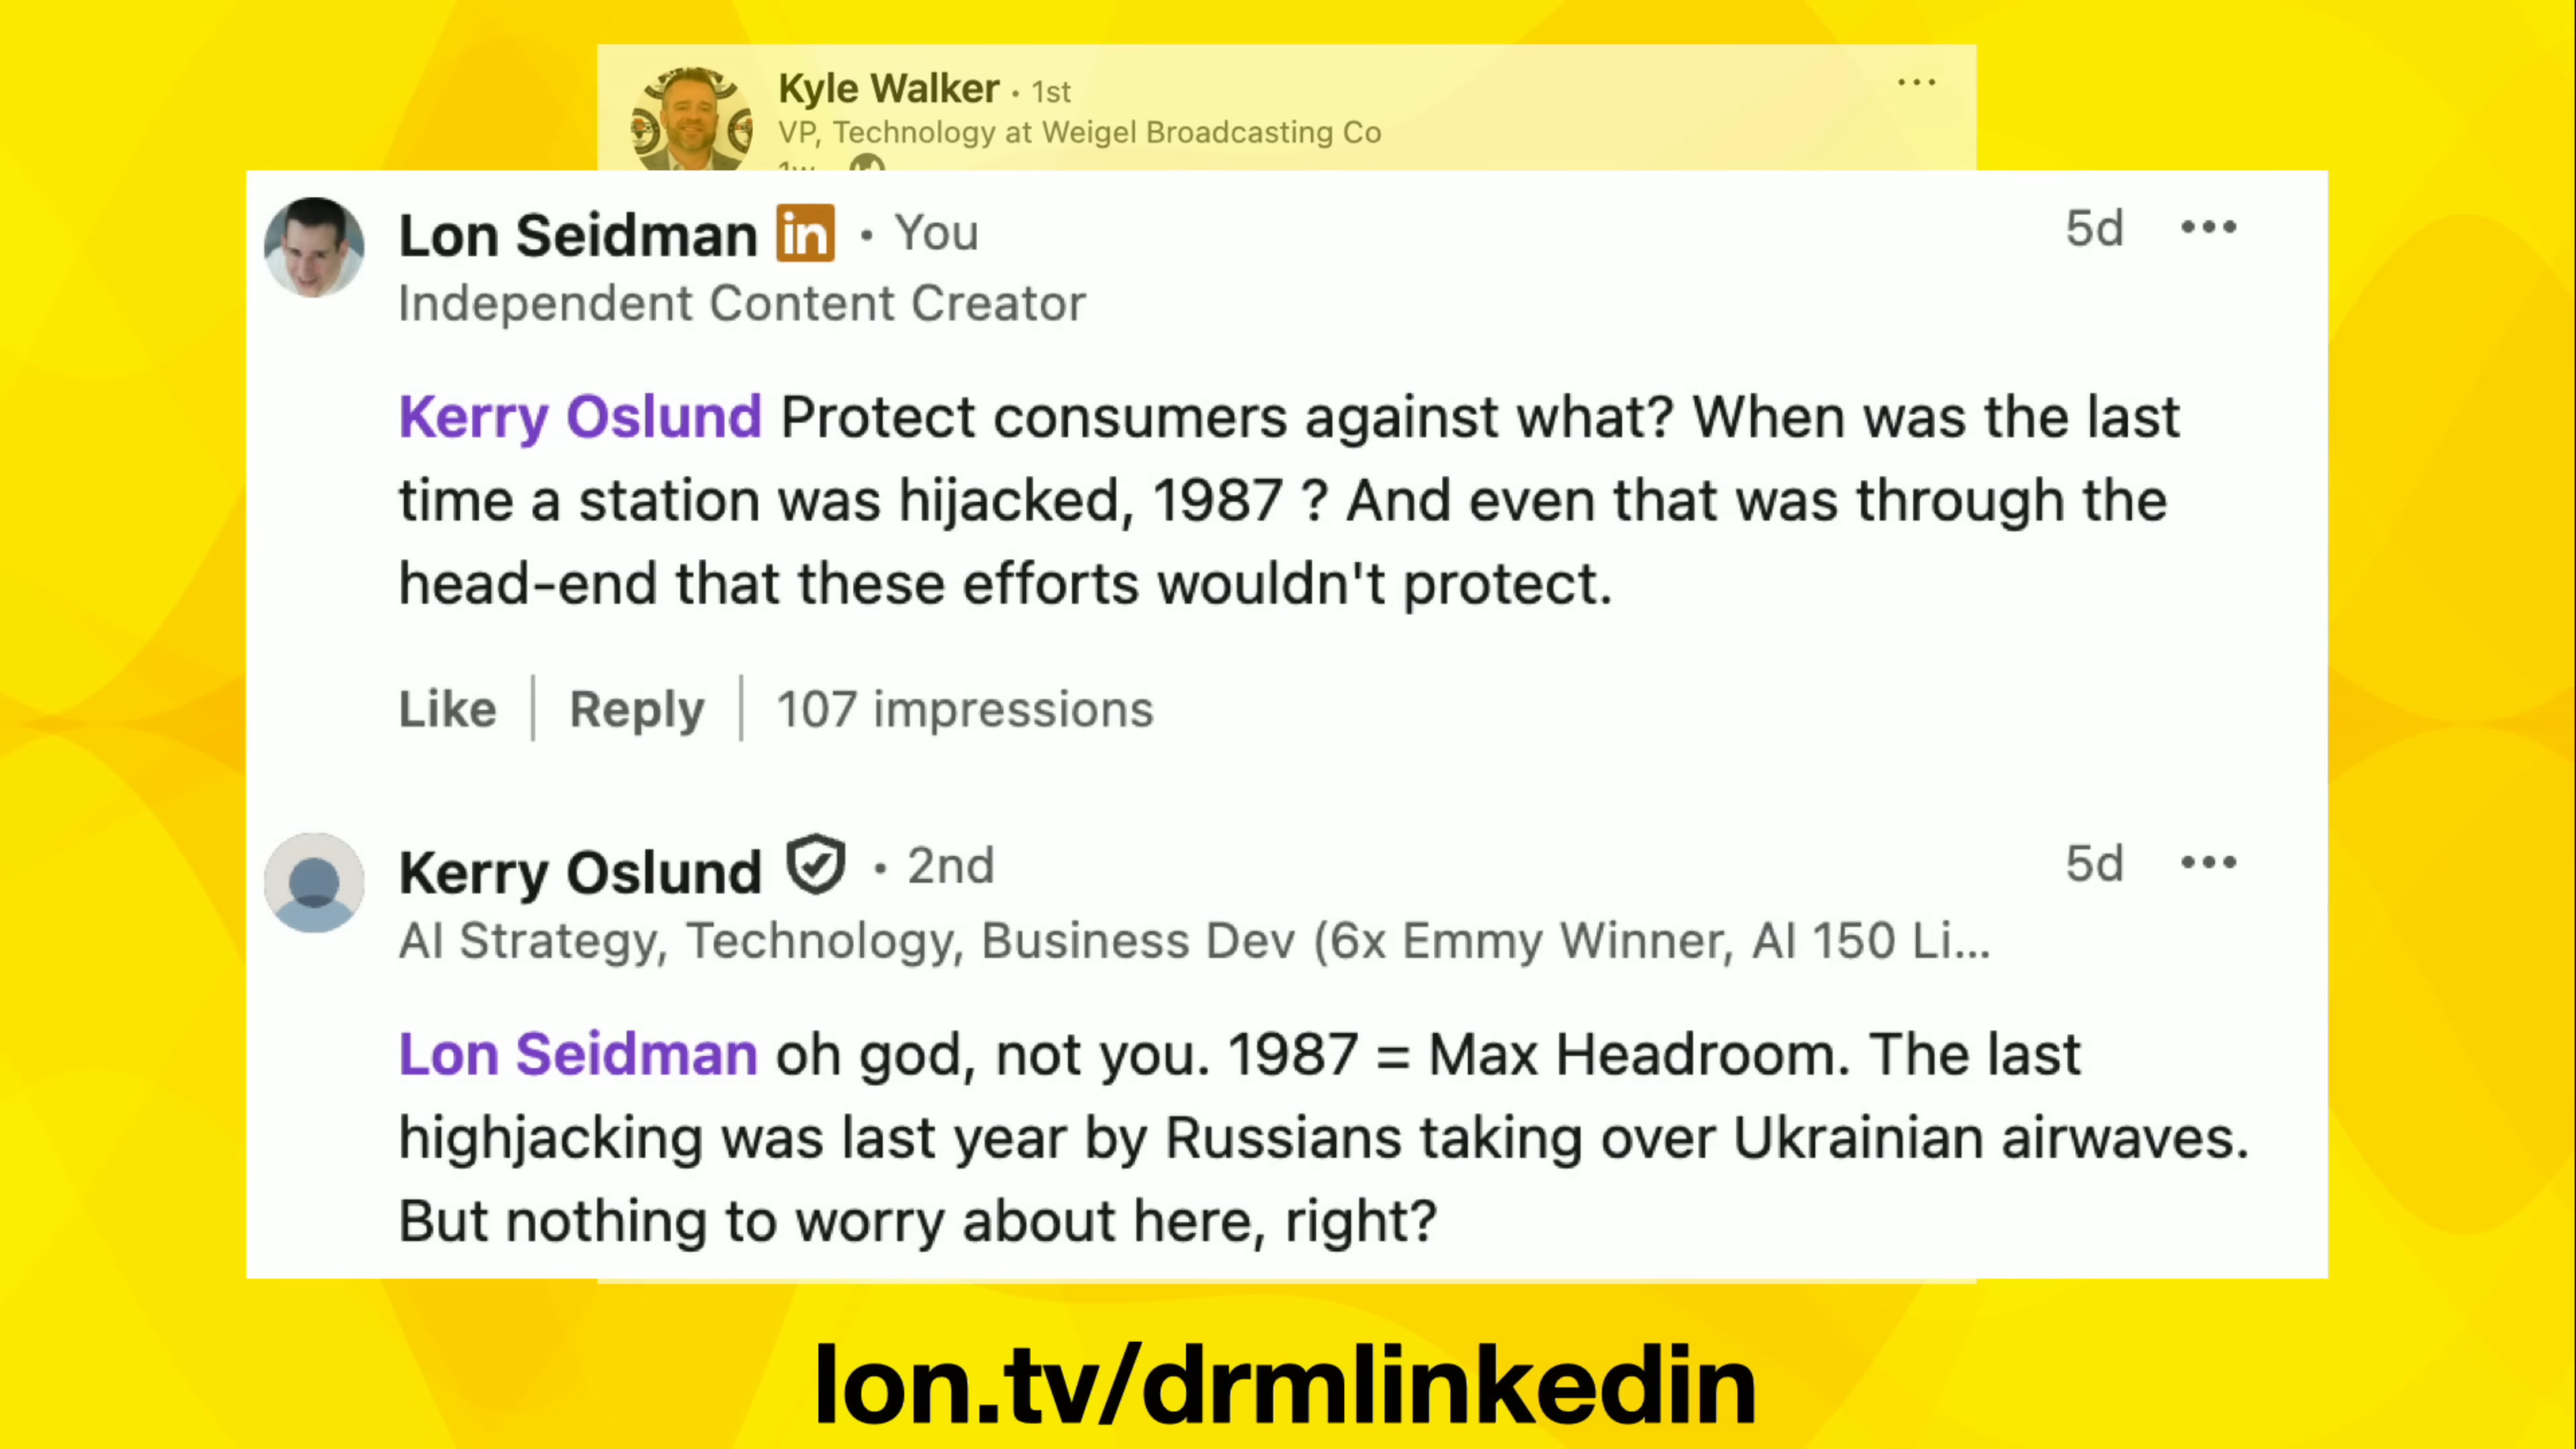 Kyle Walker • 1st
VP, Technology at Weigel Broadcasting Co
Lon Seidman in • You
5d
Independent Content Creator
Kerry Oslund Protect consumers against what? When was the last
time a station was hijacked, 1987 ? And even that was through the
head-end that these efforts wouldn't protect.
Like | Reply | 107 impressions
Kerry Oslund • 2nd
5d
AI Strategy, Technology, Business Dev (6x Emmy Winner, AI 150 Li...
Lon Seidman oh god, not you. 1987 = Max Headroom. The last
highjacking was last year by Russians taking over Ukrainian airwaves.
But nothing to worry about here, right?
lon.tv/drmlinkedin